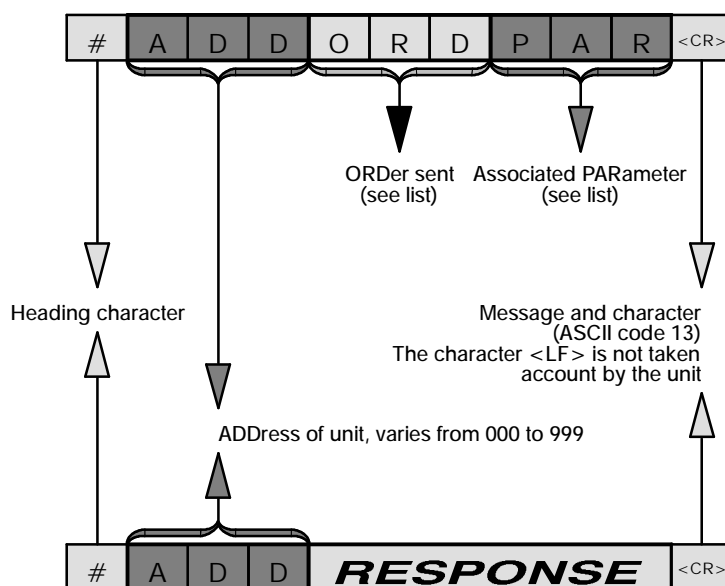 # A D D O R D P A R <CR>
ORDer sent
(see list)
Associated PARameter
(see list)
Heading character
Message and character
(ASCII code 13)
The character <LF> is not taken
account by the unit
ADDress of unit, varies from 000 to 999
# A D D RESPONSE <CR>